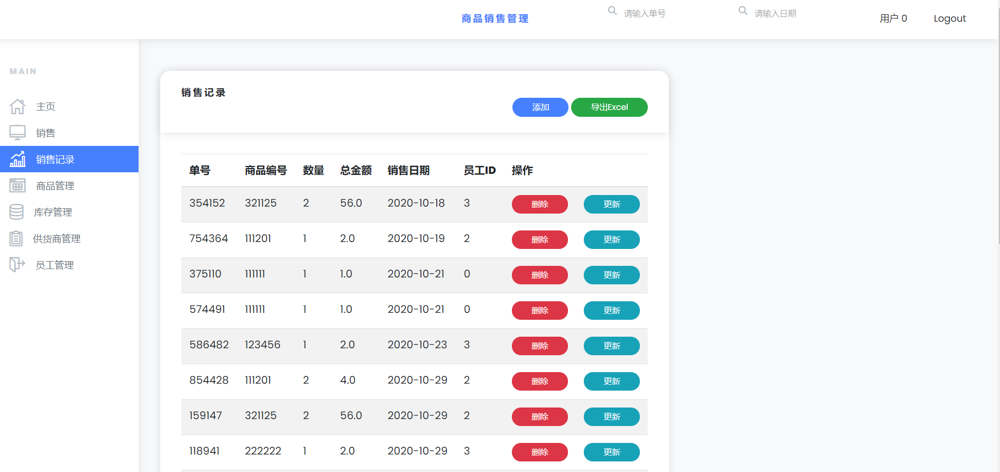 商品销售管理 请输入单号 请输入日期 用户 0 Logout
MAIN
主页
销售
销售记录
商品管理
库存管理
供货商管理
员工管理
销售记录
添加 导出Excel
单号 商品编号 数量 总金额 销售日期 员工ID 操作
354152 321125 2 56.0 2020-10-18 3 删除 更新
754364 111201 1 2.0 2020-10-19 2 删除 更新
375110 111111 1 1.0 2020-10-21 0 删除 更新
574491 111111 1 1.0 2020-10-21 0 删除 更新
586482 123456 1 2.0 2020-10-23 3 删除 更新
854428 111201 2 4.0 2020-10-29 2 删除 更新
159147 321125 2 56.0 2020-10-29 2 删除 更新
118941 222222 1 2.0 2020-10-29 3 删除 更新